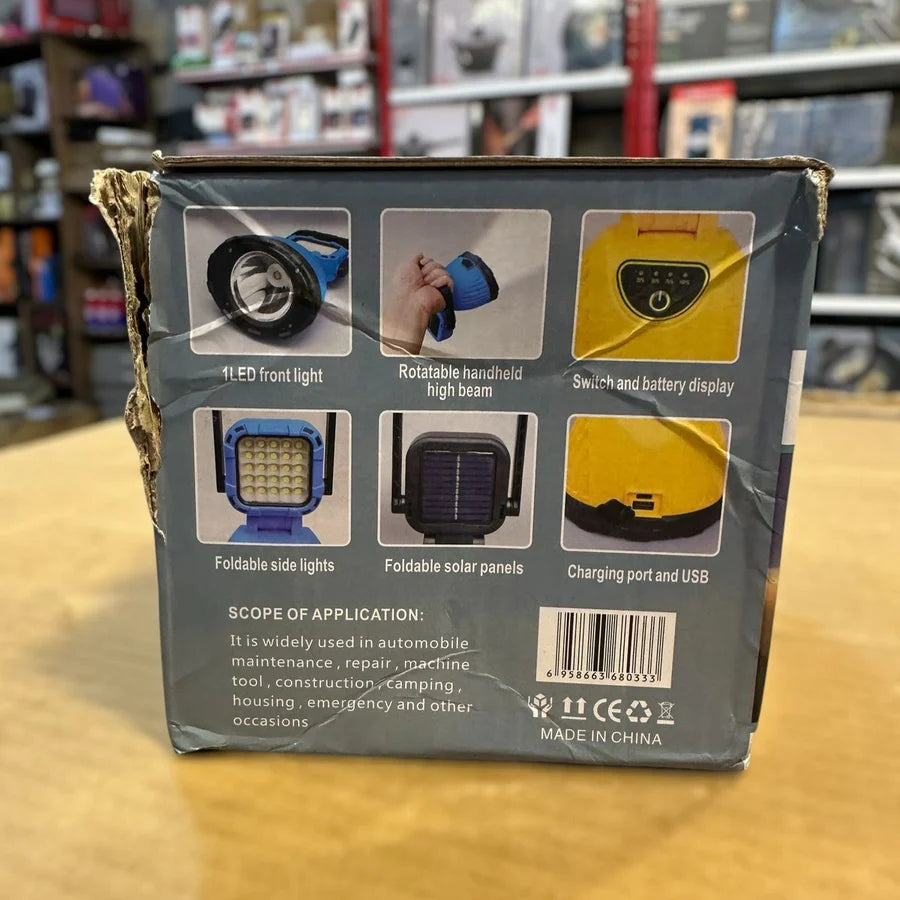 1LED front light
Rotatable handheld
high beam
Switch and battery display
Foldable side lights
Foldable solar panels
Charging port and USB
SCOPE OF APPLICATION:
It is widely used in automobile
maintenance , repair , machine
tool , construction , camping ,
housing , emergency and other
occasions
6 958663 680333
CE
MADE IN CHINA